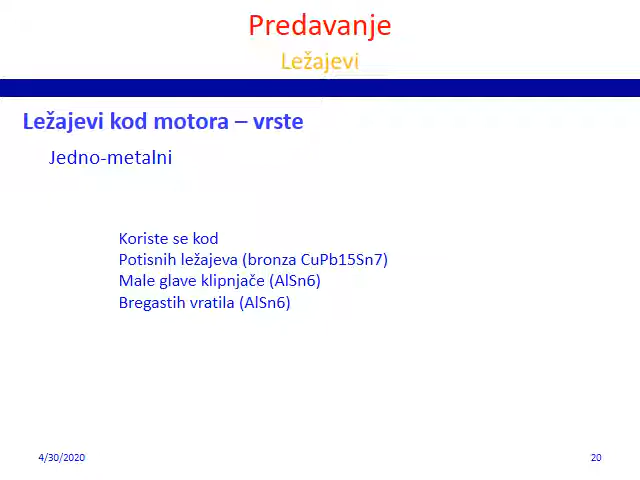 Predavanje
Ležajevi
Ležajevi kod motora – vrste
Jedno-metalni
Koriste se kod
Potisnih ležajeva (bronza CuPb15Sn7)
Male glave klipnjače (AlSn6)
Bregastih vratila (AlSn6)
4/30/2020
20